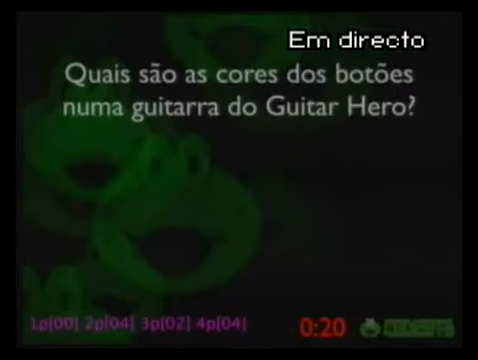 Em directo
Quais são as cores dos botões
numa guitarra do Guitar Hero?
1p[00] 2p[04] 3p[02] 4p[04]
0:20